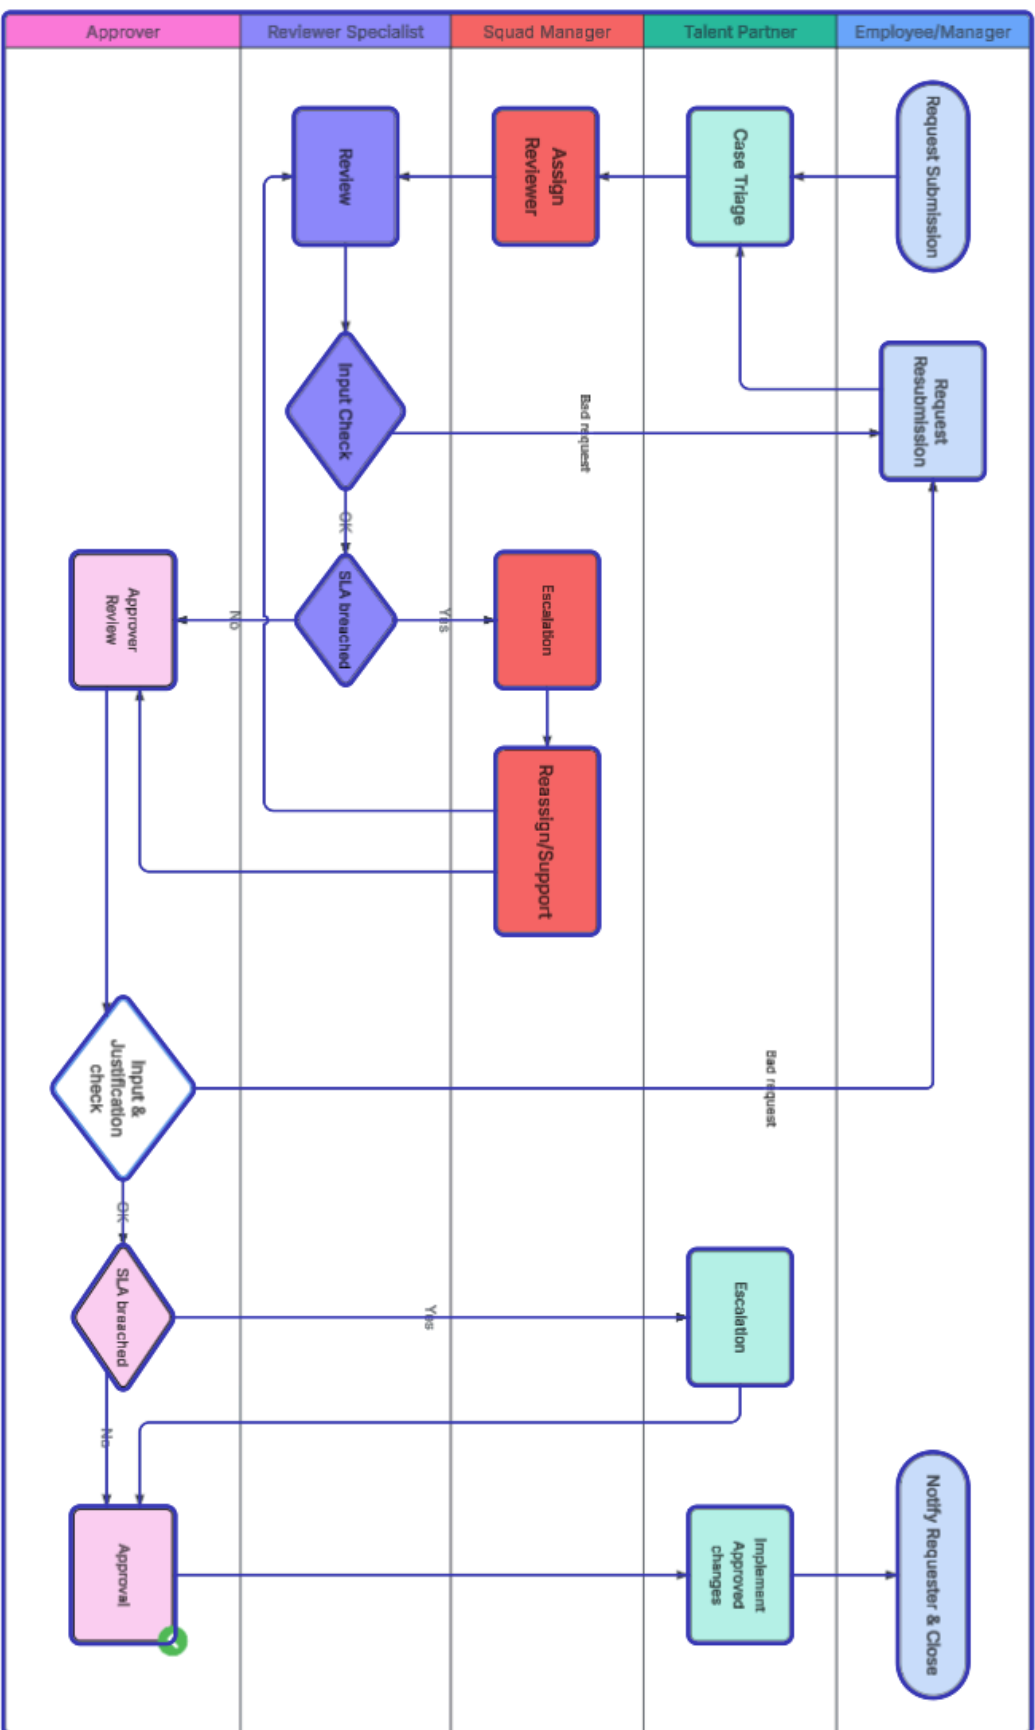 Approver
Reviewer Specialist
Squad Manager
Talent Partner
Employee/Manager
Request Submission
Case Triage
Assign
Reviewer
Review
Request
Resubmission
Input Check
Bad request
OK
SLA breached
Yes
No
Escalation
Approver
Review
Reassign/Support
Input &
Justification
check
Bad request
OK
SLA breached
Yes
No
Escalation
Approval
Implement
Approved
changes
Notify Requester & Close